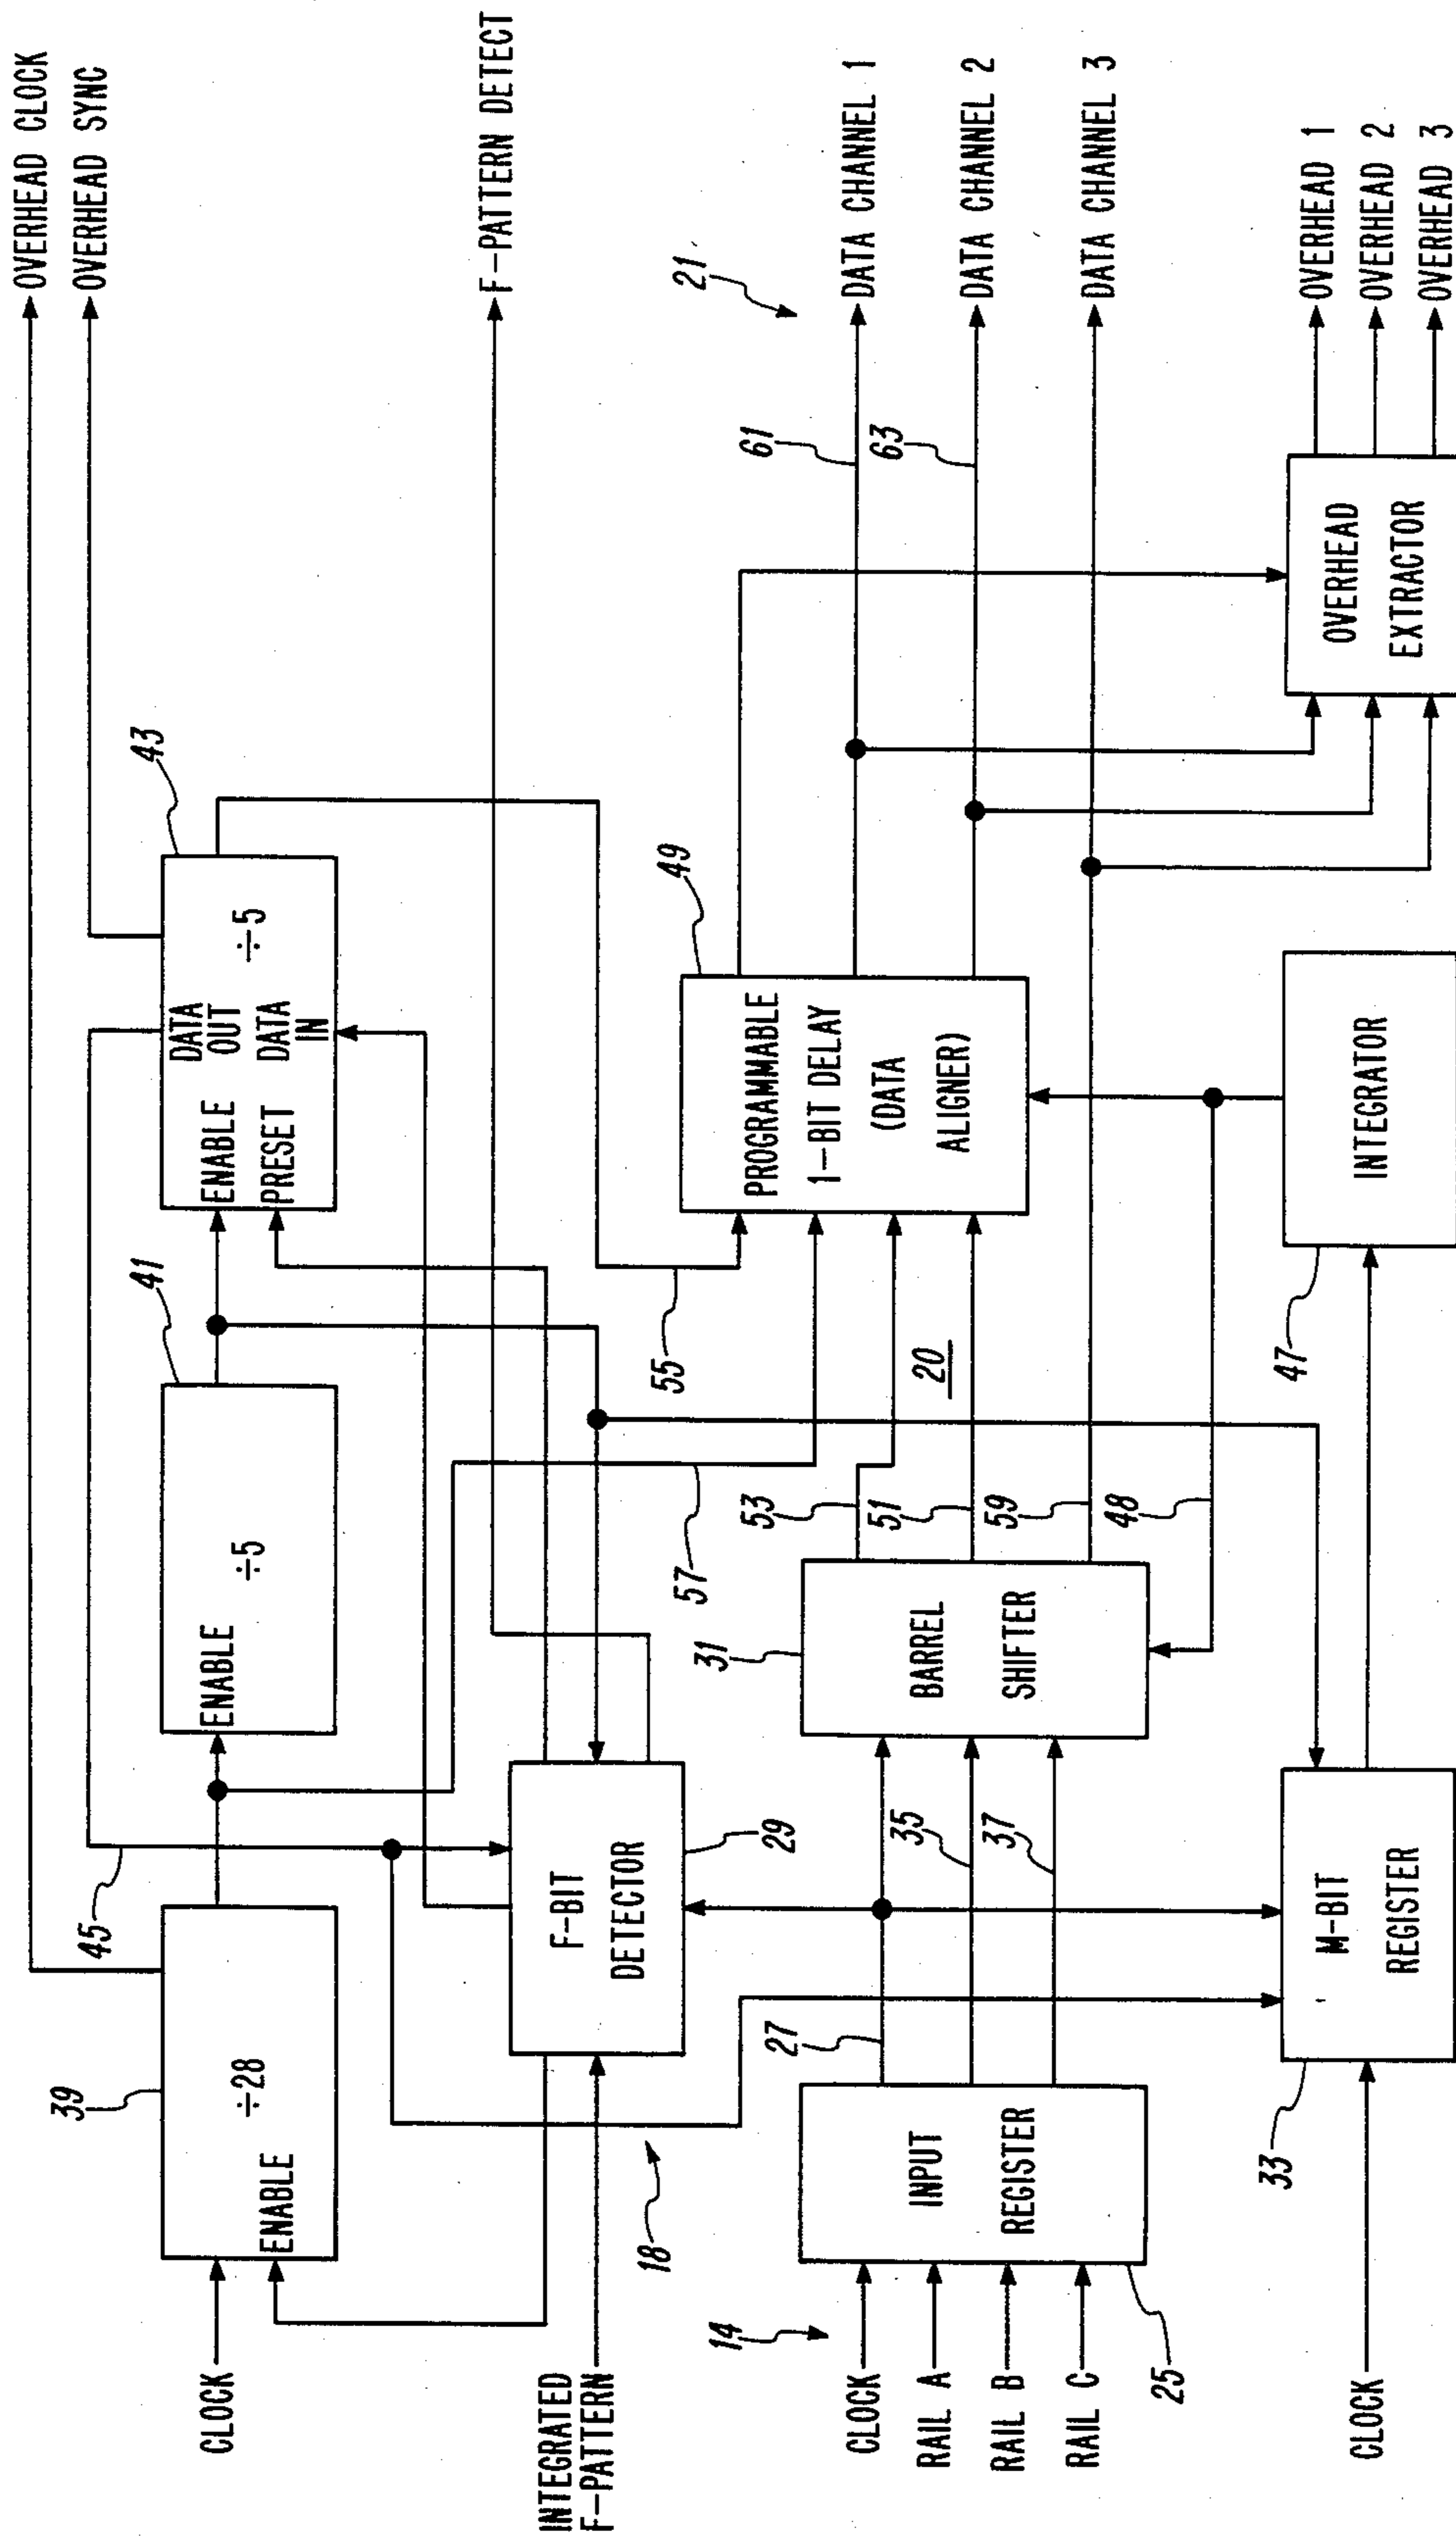 OVERHEAD CLOCK
OVERHEAD SYNC
F-PATTERN DETECT
CLOCK
39
÷28
ENABLE
45
41
÷5
ENABLE
43
÷5
DATA OUT
DATA IN
ENABLE
PRESET
INTEGRATED
F-PATTERN
18
F-BIT
DETECTOR
29
57
55
20
14
CLOCK
RAIL A
RAIL B
RAIL C
25
INPUT
REGISTER
27
35
37
31
BARREL
SHIFTER
53
51
59
48
49
PROGRAMMABLE
1-BIT DELAY
(DATA
ALIGNER)
61
63
21
DATA CHANNEL 1
DATA CHANNEL 2
DATA CHANNEL 3
CLOCK
33
M-BIT
REGISTER
47
INTEGRATOR
OVERHEAD
EXTRACTOR
OVERHEAD 1
OVERHEAD 2
OVERHEAD 3